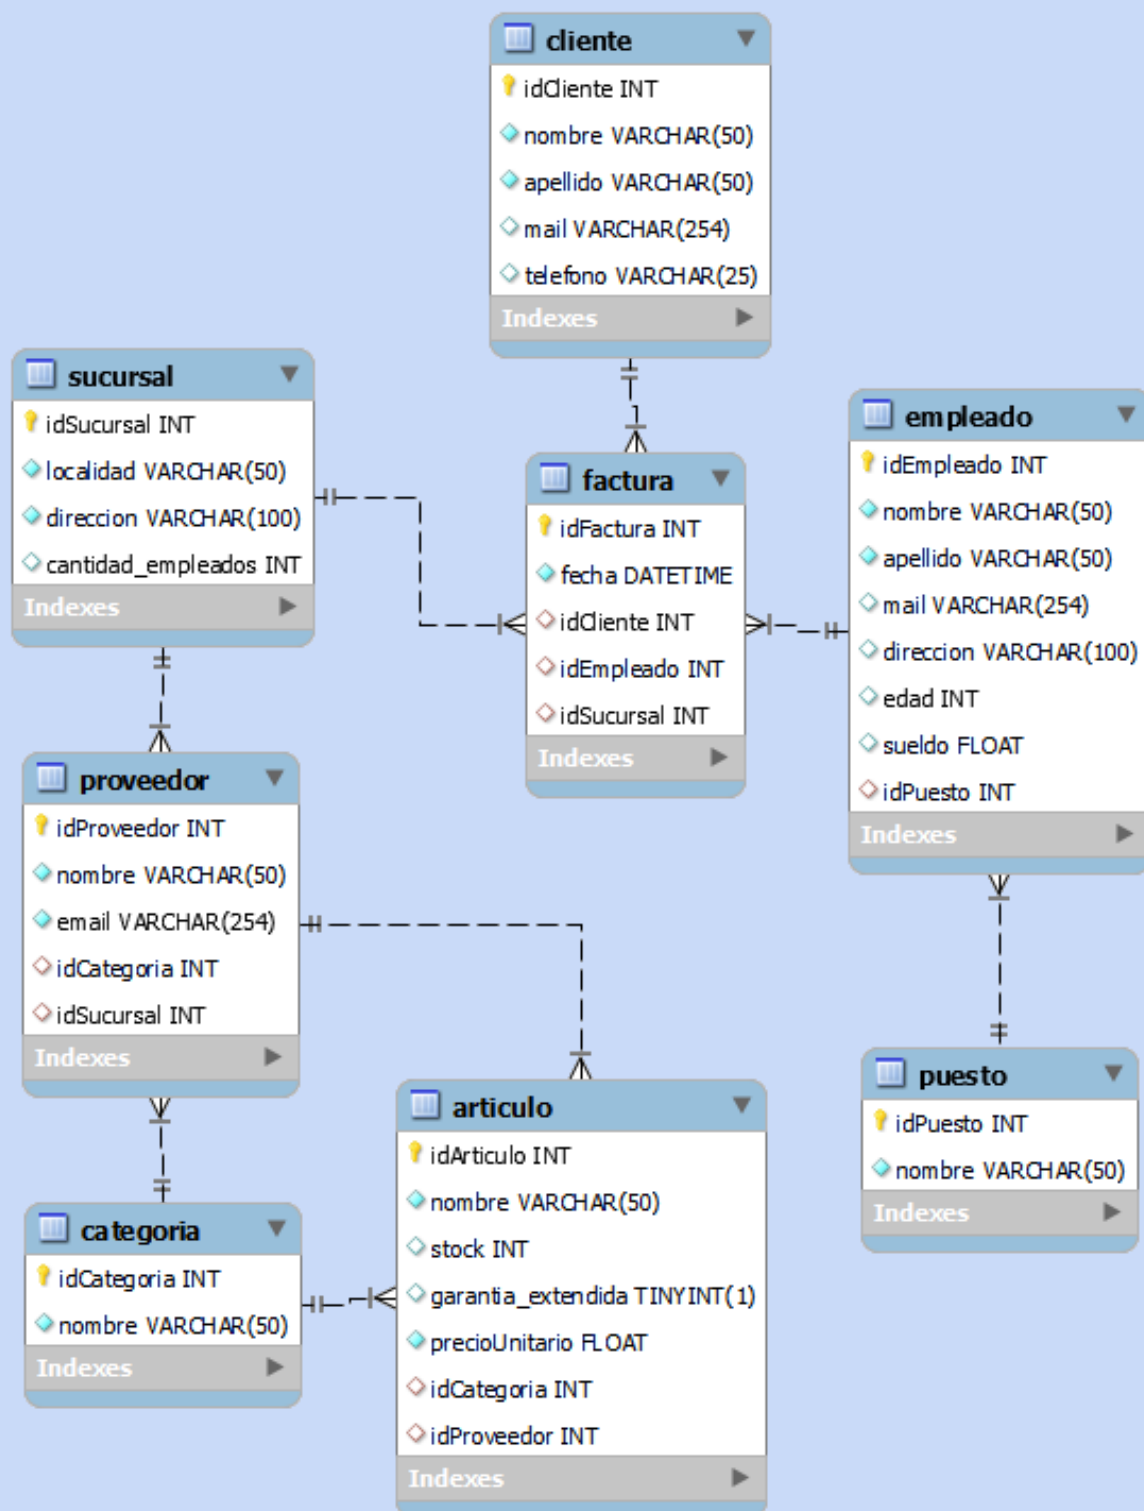 cliente
idCliente INT
nombre VARCHAR(50)
apellido VARCHAR(50)
mail VARCHAR(254)
telefono VARCHAR(25)
Indexes
sucursal
idSucursal INT
localidad VARCHAR(50)
direccion VARCHAR(100)
cantidad_empleados INT
Indexes
factura
idFactura INT
fecha DATETIME
idCliente INT
idEmpleado INT
idSucursal INT
Indexes
empleado
idEmpleado INT
nombre VARCHAR(50)
apellido VARCHAR(50)
mail VARCHAR(254)
direccion VARCHAR(100)
edad INT
sueldo FLOAT
idPuesto INT
Indexes
proveedor
idProveedor INT
nombre VARCHAR(50)
email VARCHAR(254)
idCategoria INT
idSucursal INT
Indexes
categoria
idCategoria INT
nombre VARCHAR(50)
Indexes
articulo
idArticulo INT
nombre VARCHAR(50)
stock INT
garantia_extendida TINYINT(1)
precioUnitario FLOAT
idCategoria INT
idProveedor INT
Indexes
puesto
idPuesto INT
nombre VARCHAR(50)
Indexes